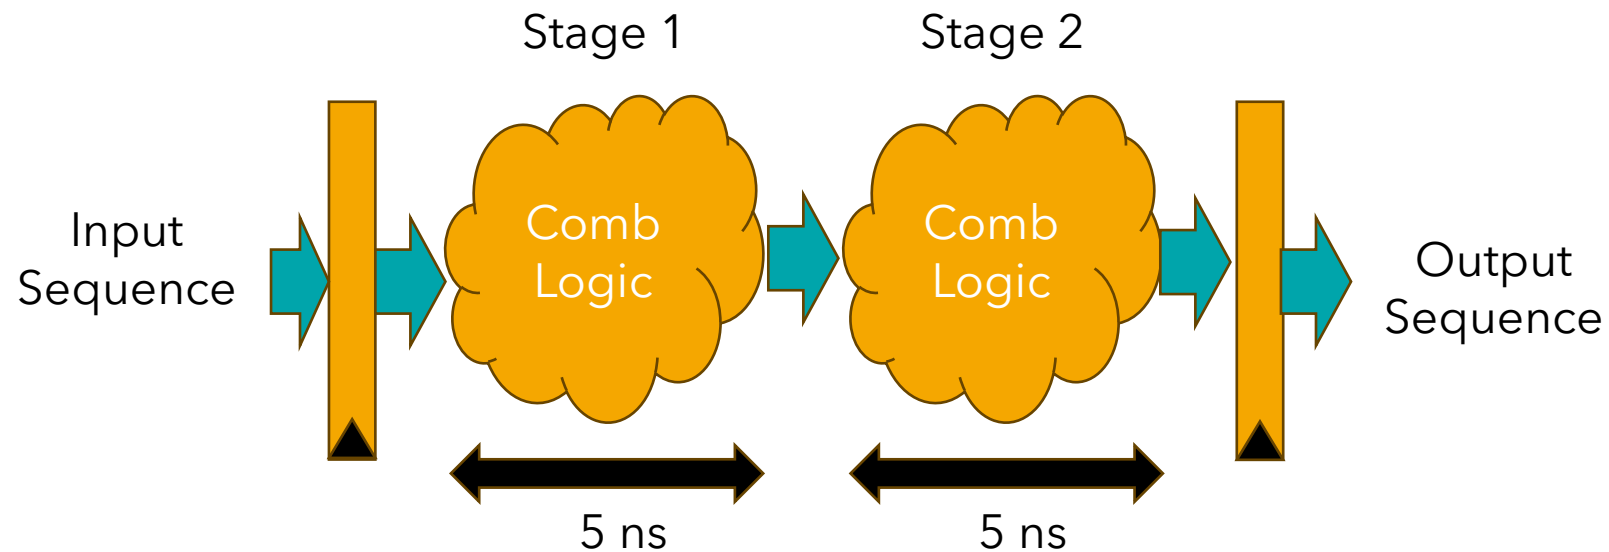 Stage 1
Stage 2
Input
Sequence
Comb
Logic
Comb
Logic
Output
Sequence
5 ns
5 ns